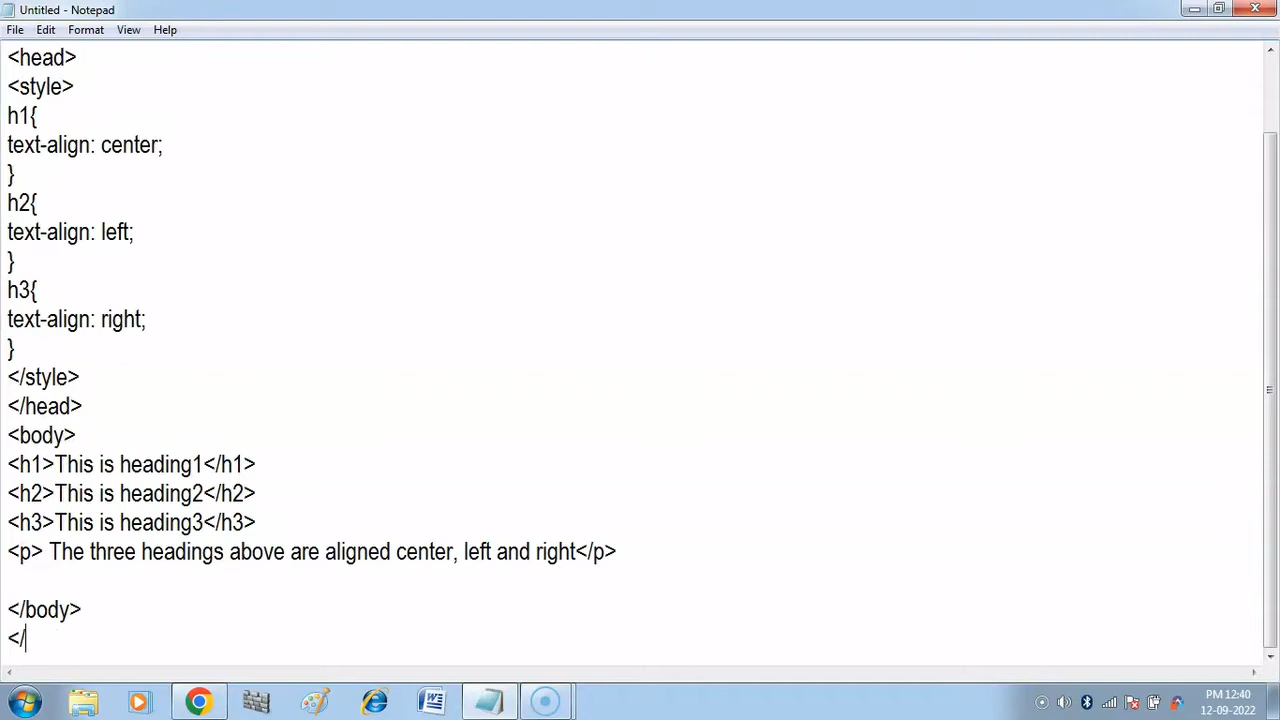 Untitled - Notepad
File Edit Format View Help
<head>
<style>
h1{
text-align: center;
}
h2{
text-align: left;
}
h3{
text-align: right;
}
</style>
</head>
<body>
<h1>This is heading1</h1>
<h2>This is heading2</h2>
<h3>This is heading3</h3>
<p> The three headings above are aligned center, left and right</p>
</body>
</
PM 12:40
12-09-2022